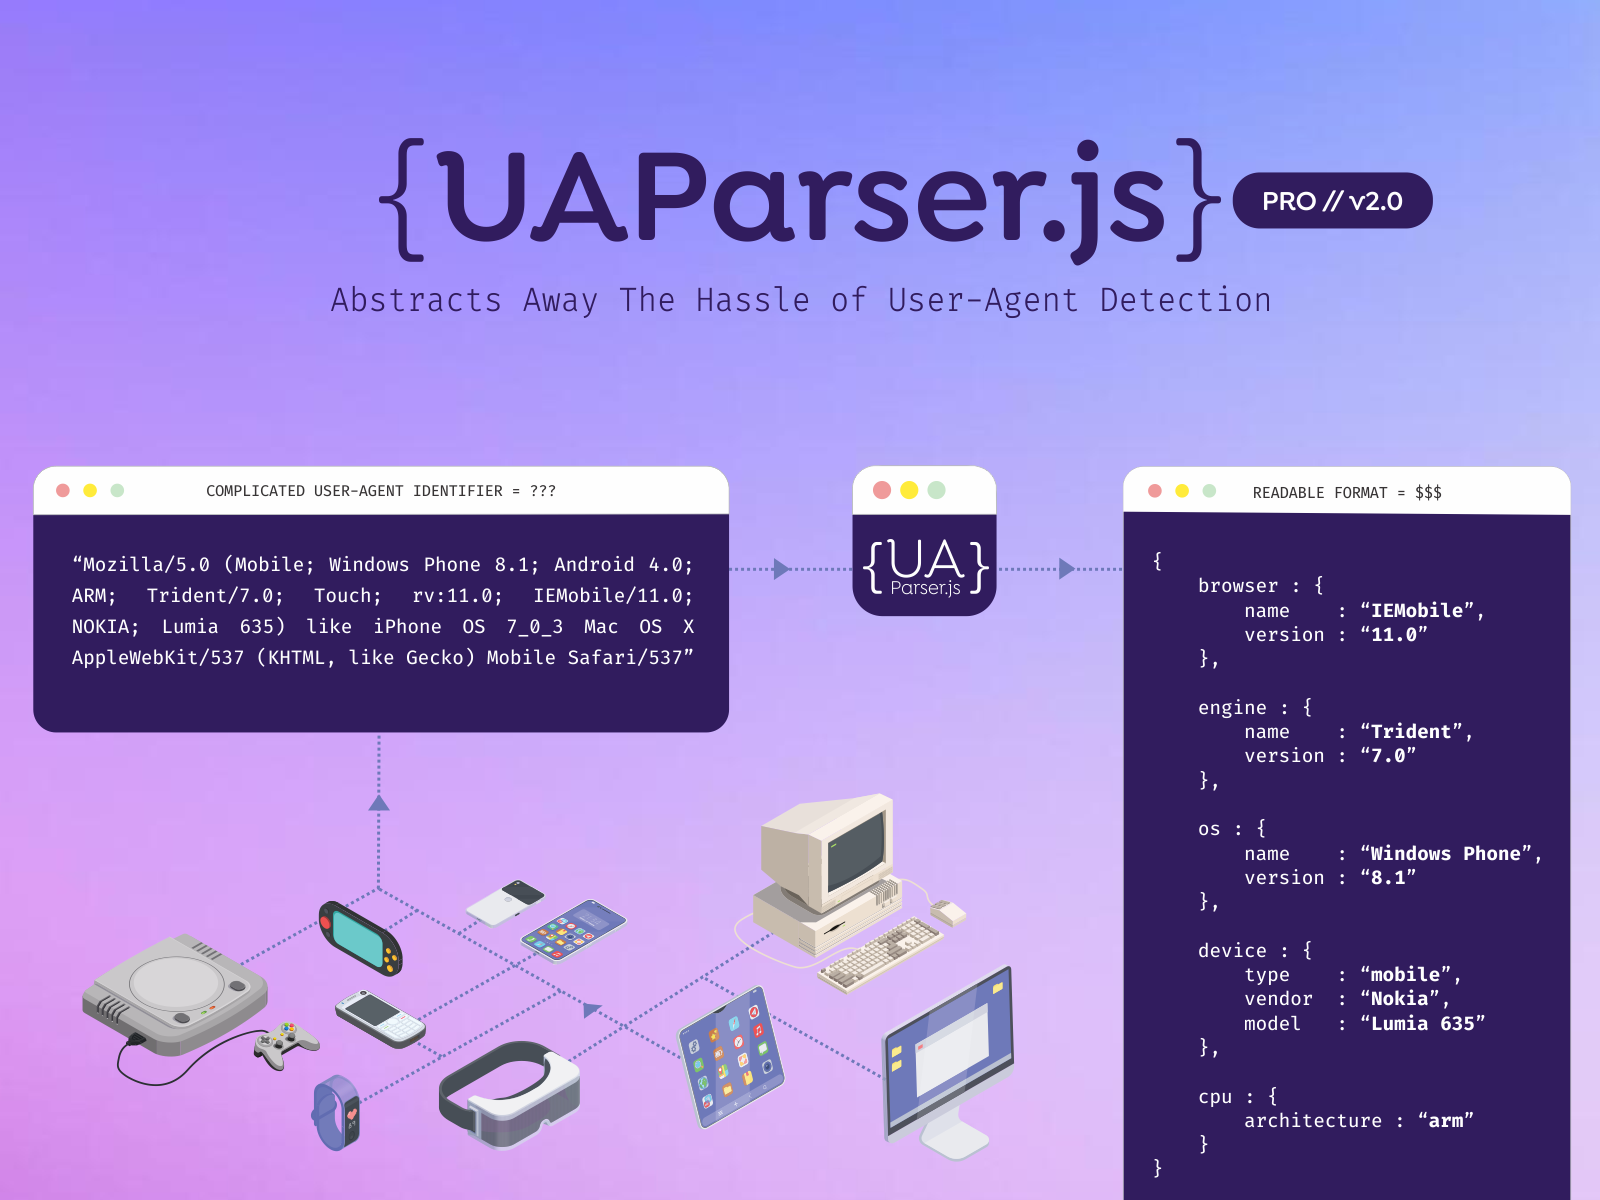 {UAParser.js}
PRO // v2.0
Abstracts Away The Hassle of User-Agent Detection
COMPLICATED USER-AGENT IDENTIFIER = ???
“Mozilla/5.0 (Mobile; Windows Phone 8.1; Android 4.0;
ARM; Trident/7.0; Touch; rv:11.0; IEMobile/11.0;
NOKIA; Lumia 635) like iPhone OS 7_0_3 Mac OS X
AppleWebKit/537 (KHTML, like Gecko) Mobile Safari/537”
{UA}
Parser.js
READABLE FORMAT = $$$
{
browser : {
name : “IEMobile”,
version : “11.0”
},
engine : {
name : “Trident”,
version : “7.0”
},
os : {
name : “Windows Phone”,
version : “8.1”
},
device : {
type : “mobile”,
vendor : “Nokia”,
model : “Lumia 635”
},
cpu : {
architecture : “arm”
}
}